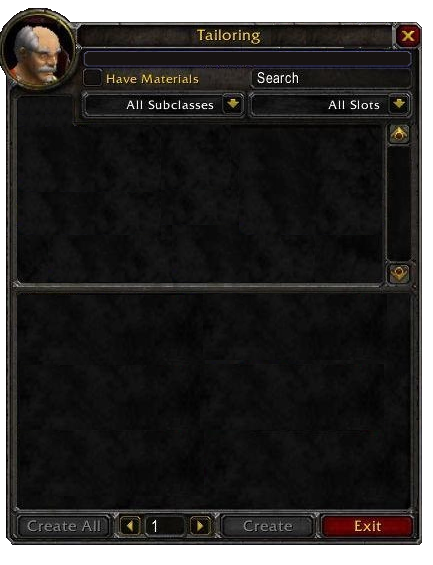 Tailoring
Have Materials Search
All Subclasses All Slots
Create All 1 Create Exit